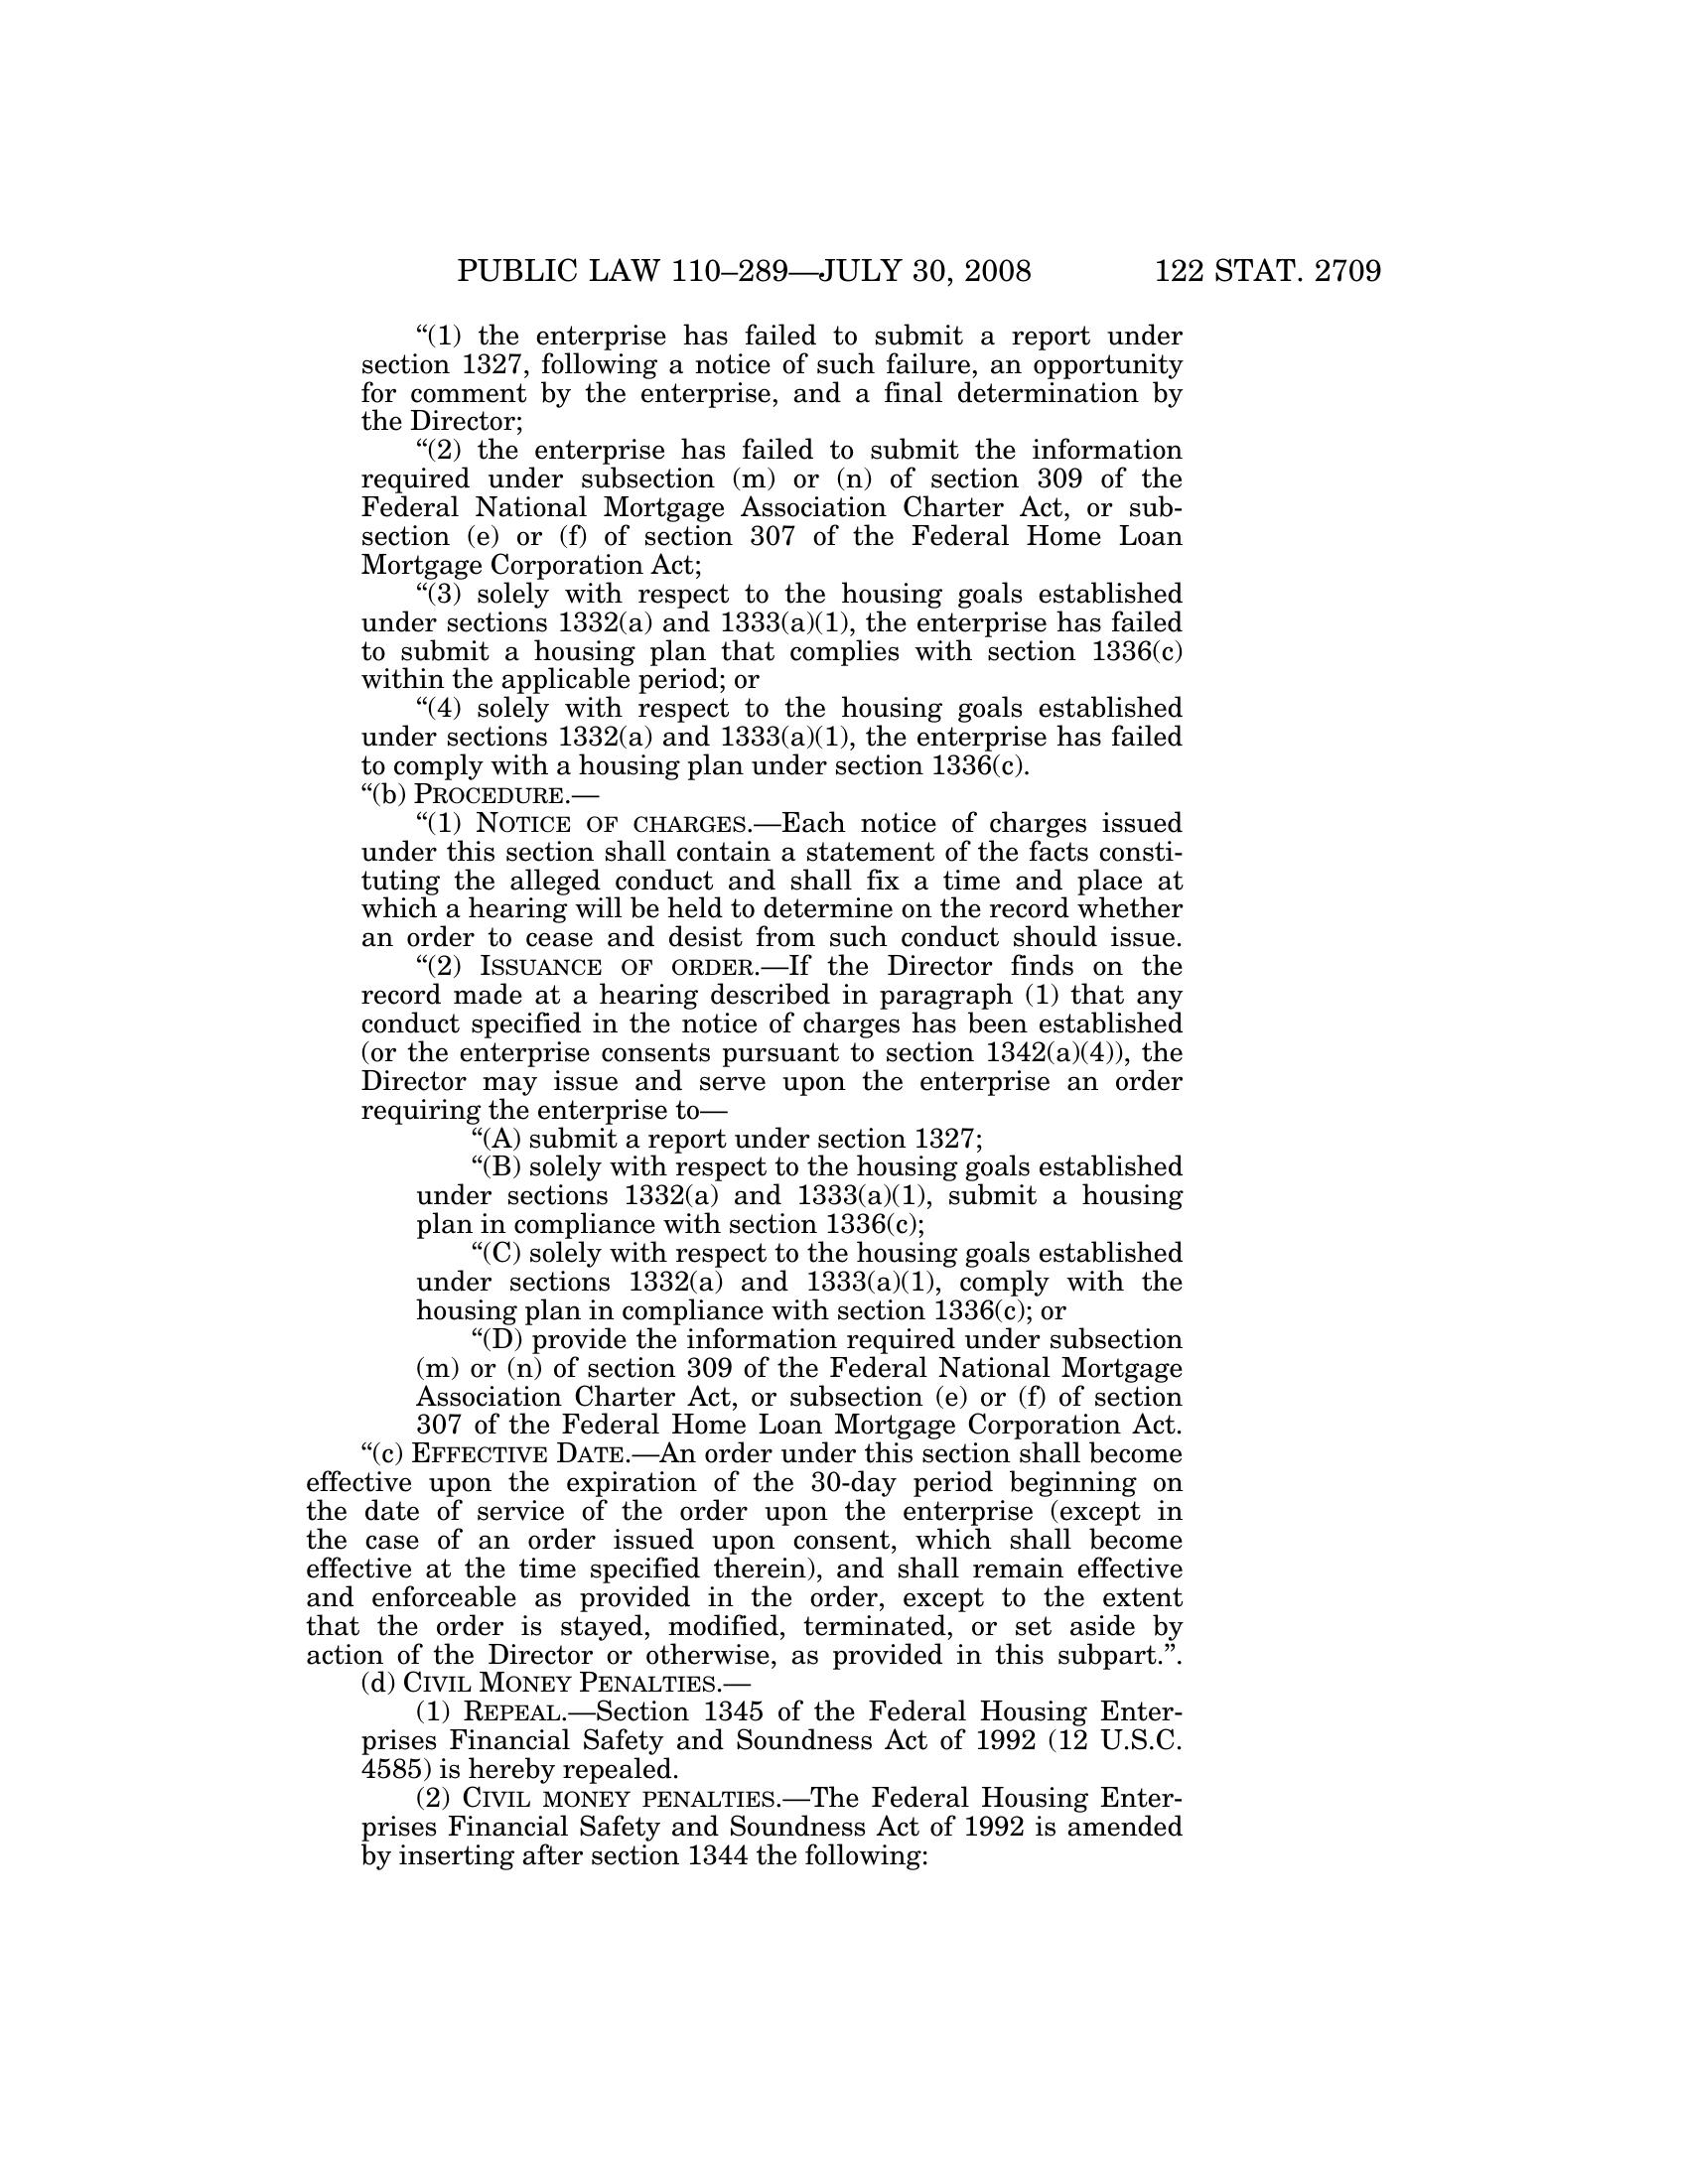 PUBLIC LAW 110–289—JULY 30, 2008 122 STAT. 2709
“(1) the enterprise has failed to submit a report under
section 1327, following a notice of such failure, an opportunity
for comment by the enterprise, and a final determination by
the Director;
“(2) the enterprise has failed to submit the information
required under subsection (m) or (n) of section 309 of the
Federal National Mortgage Association Charter Act, or sub-
section (e) or (f) of section 307 of the Federal Home Loan
Mortgage Corporation Act;
“(3) solely with respect to the housing goals established
under sections 1332(a) and 1333(a)(1), the enterprise has failed
to submit a housing plan that complies with section 1336(c)
within the applicable period; or
“(4) solely with respect to the housing goals established
under sections 1332(a) and 1333(a)(1), the enterprise has failed
to comply with a housing plan under section 1336(c).
“(b) PROCEDURE.—
“(1) NOTICE OF CHARGES.—Each notice of charges issued
under this section shall contain a statement of the facts consti-
tuting the alleged conduct and shall fix a time and place at
which a hearing will be held to determine on the record whether
an order to cease and desist from such conduct should issue.
“(2) ISSUANCE OF ORDER.—If the Director finds on the
record made at a hearing described in paragraph (1) that any
conduct specified in the notice of charges has been established
(or the enterprise consents pursuant to section 1342(a)(4)), the
Director may issue and serve upon the enterprise an order
requiring the enterprise to—
“(A) submit a report under section 1327;
“(B) solely with respect to the housing goals established
under sections 1332(a) and 1333(a)(1), submit a housing
plan in compliance with section 1336(c);
“(C) solely with respect to the housing goals established
under sections 1332(a) and 1333(a)(1), comply with the
housing plan in compliance with section 1336(c); or
“(D) provide the information required under subsection
(m) or (n) of section 309 of the Federal National Mortgage
Association Charter Act, or subsection (e) or (f) of section
307 of the Federal Home Loan Mortgage Corporation Act.
“(c) EFFECTIVE DATE.—An order under this section shall become
effective upon the expiration of the 30-day period beginning on
the date of service of the order upon the enterprise (except in
the case of an order issued upon consent, which shall become
effective at the time specified therein), and shall remain effective
and enforceable as provided in the order, except to the extent
that the order is stayed, modified, terminated, or set aside by
action of the Director or otherwise, as provided in this subpart.”.
(d) CIVIL MONEY PENALTIES.—
(1) REPEAL.—Section 1345 of the Federal Housing Enter-
prises Financial Safety and Soundness Act of 1992 (12 U.S.C.
4585) is hereby repealed.
(2) CIVIL MONEY PENALTIES.—The Federal Housing Enter-
prises Financial Safety and Soundness Act of 1992 is amended
by inserting after section 1344 the following: